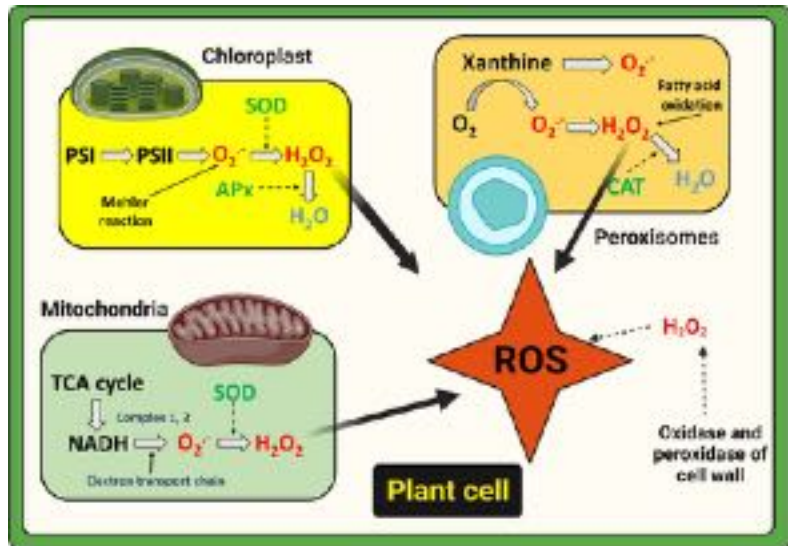 Chloroplast
SOD
PSI PSII O₂·⁻ H₂O₂
Mehler
reaction
APx
H₂O
Xanthine O₂·⁻
Fatty acid
oxidation
O₂ O₂·⁻ H₂O₂
CAT H₂O
Peroxisomes
Mitochondria
TCA cycle
SOD
Complex 1, 2
NADH O₂·⁻ H₂O₂
Electron transport chain
ROS
H₂O₂
Oxidase and
peroxidase of
cell wall
Plant cell